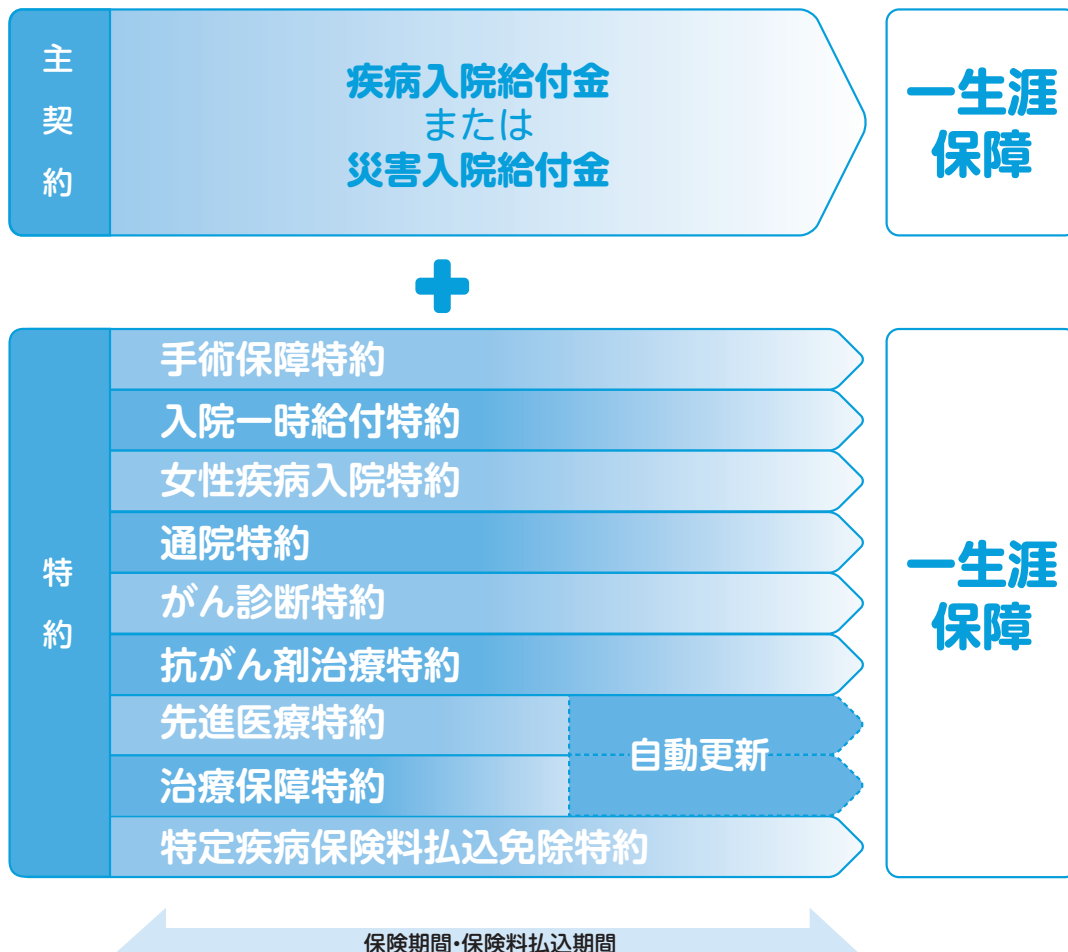 主契約
疾病入院給付金
または
災害入院給付金
一生涯
保障
特約
手術保障特約
入院一時給付特約
女性疾病入院特約
通院特約
がん診断特約
抗がん剤治療特約
先進医療特約
治療保障特約
自動更新
特定疾病保険料払込免除特約
一生涯
保障
保険期間・保険料払込期間